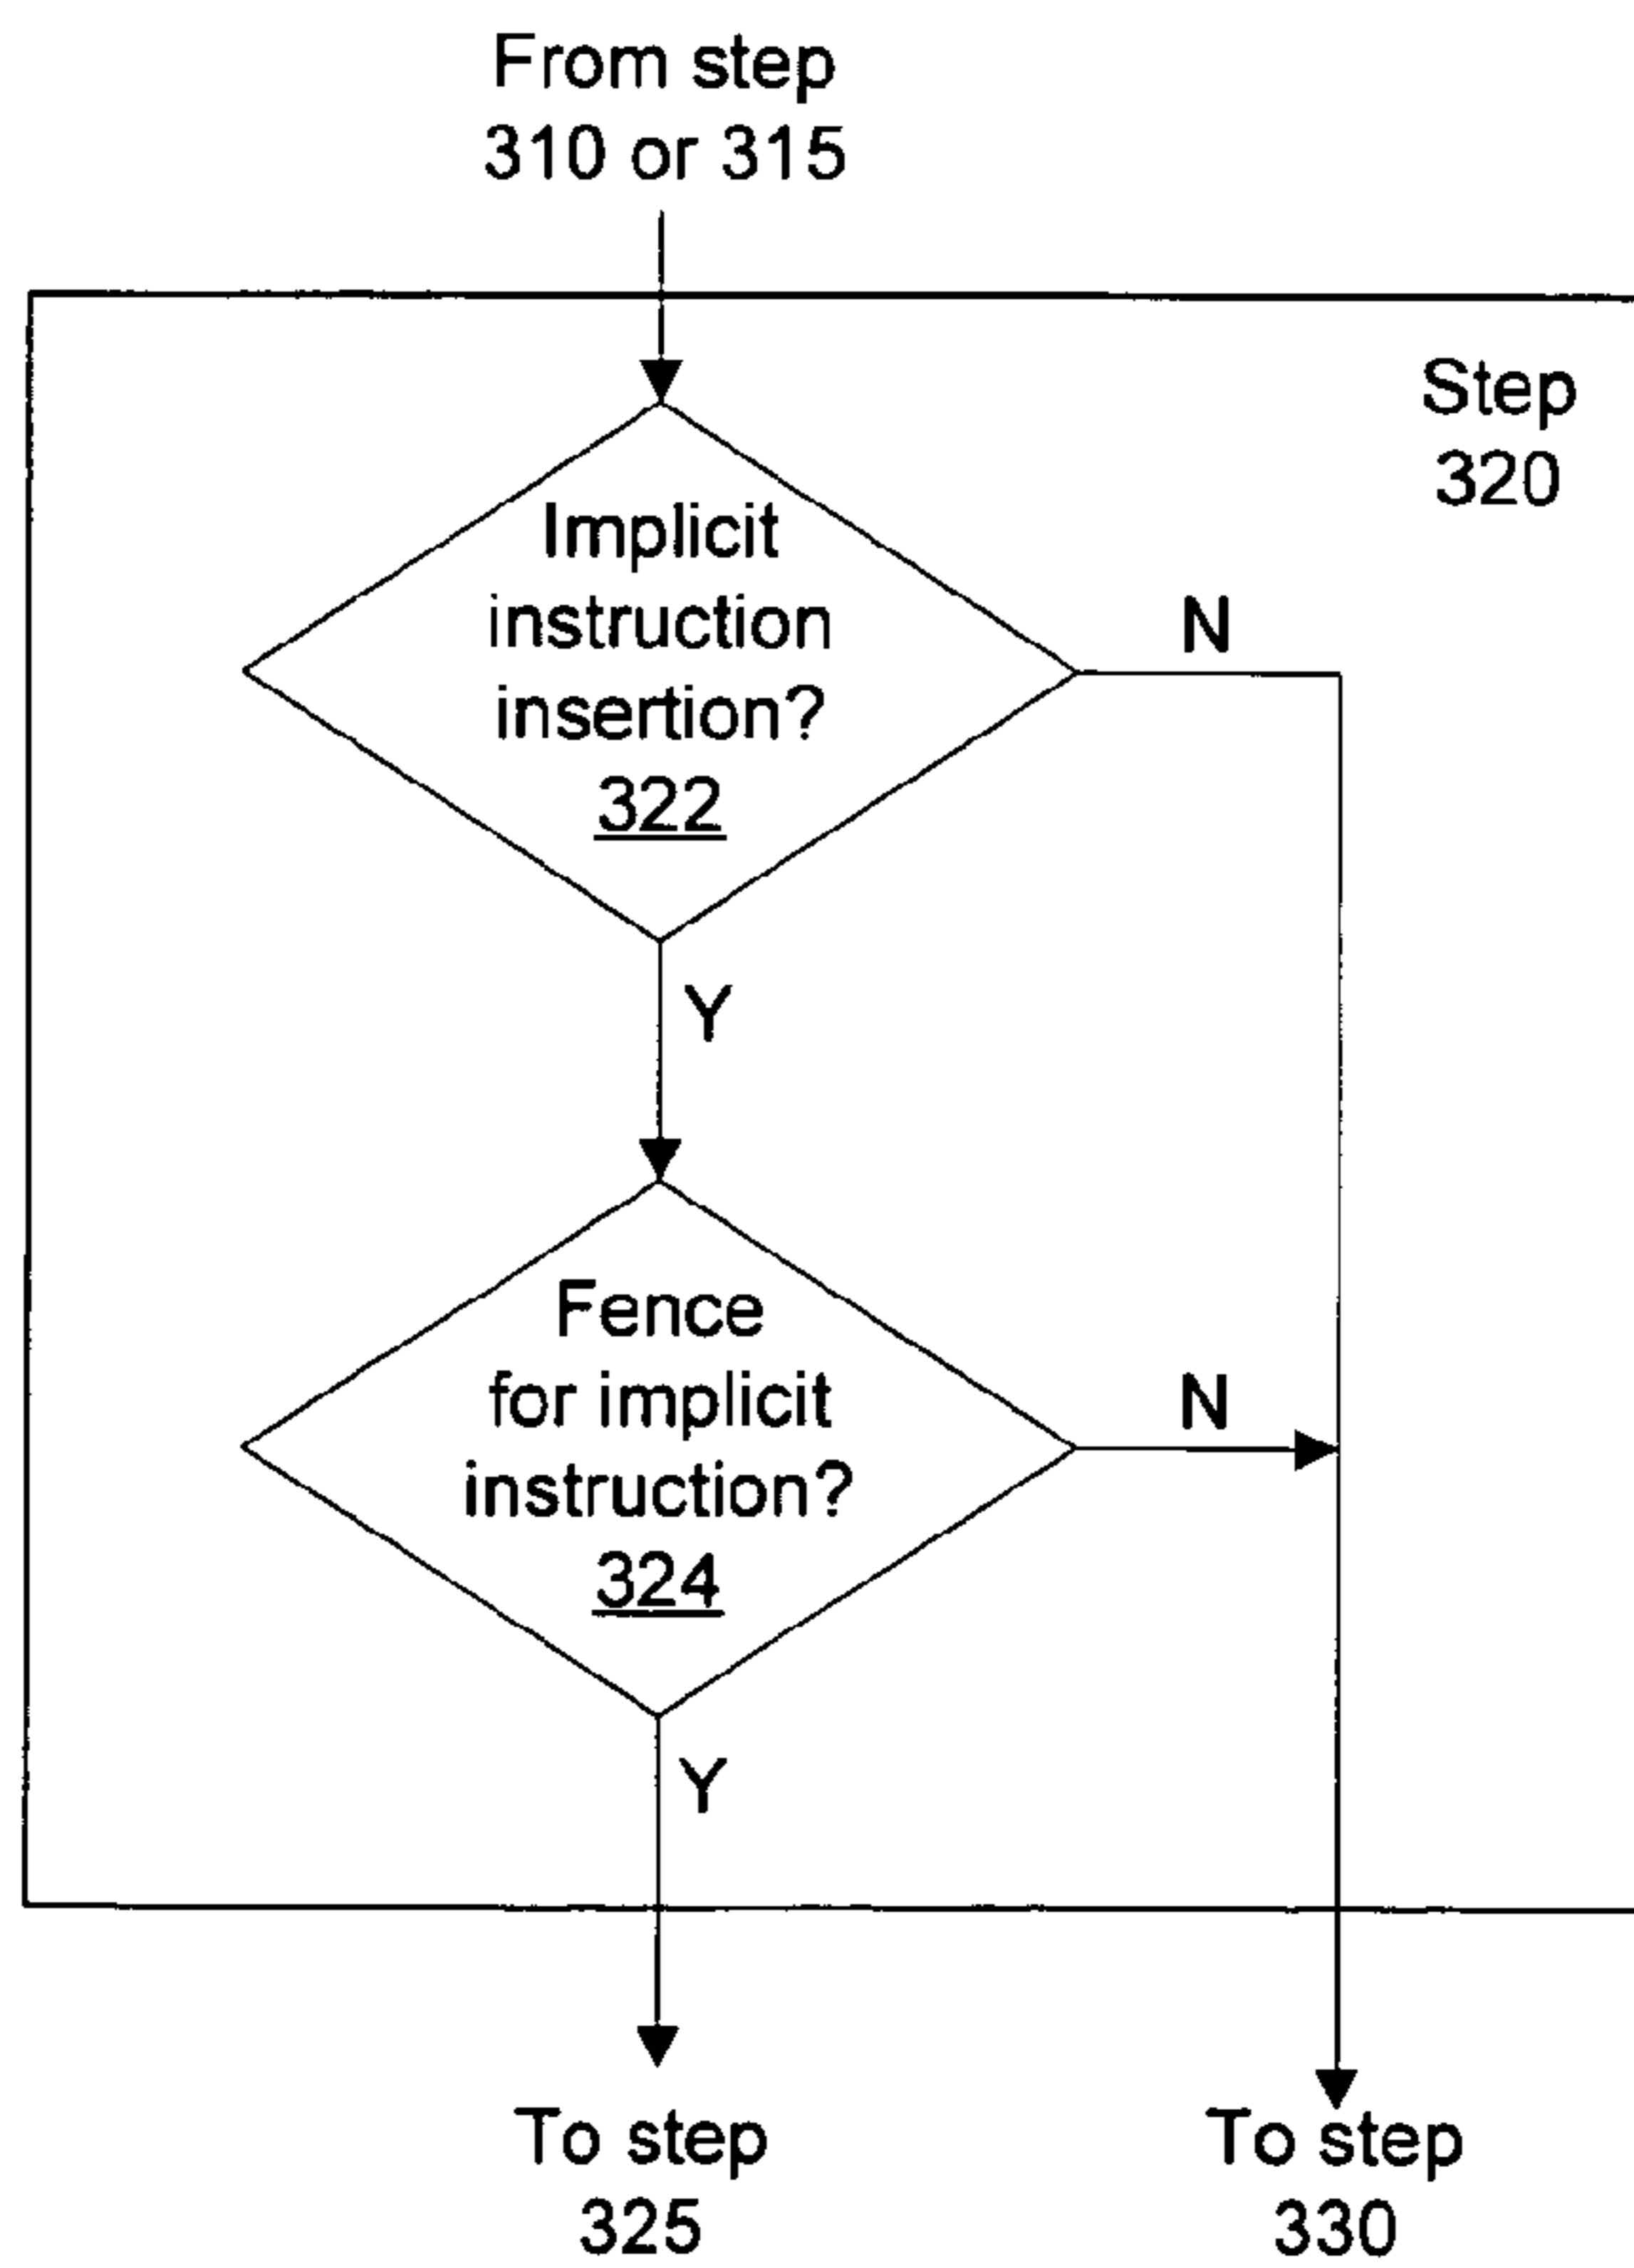 From step
310 or 315
Step
320
Implicit
instruction
insertion?
322
N
Y
Fence
for implicit
instruction?
324
N
Y
To step
325
To step
330